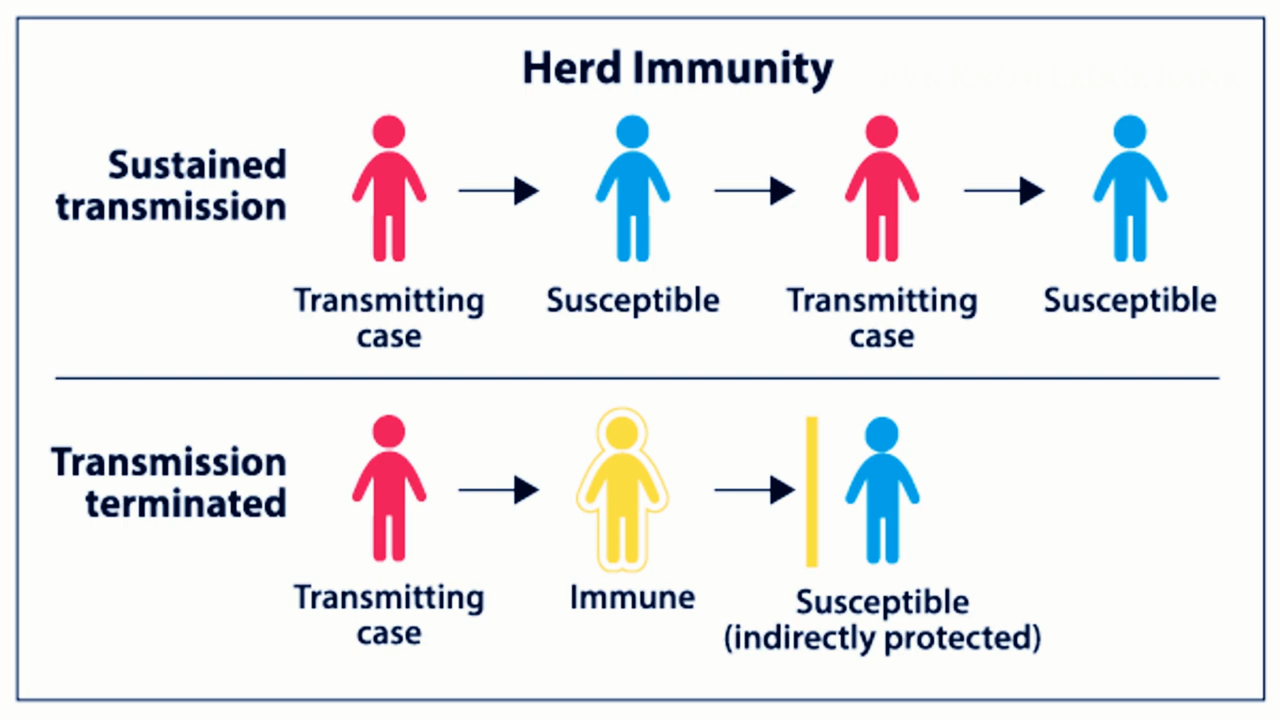 Herd Immunity
Sustained
transmission
Transmitting
case
Susceptible
Transmitting
case
Susceptible
Transmission
terminated
Transmitting
case
Immune
Susceptible
(indirectly protected)